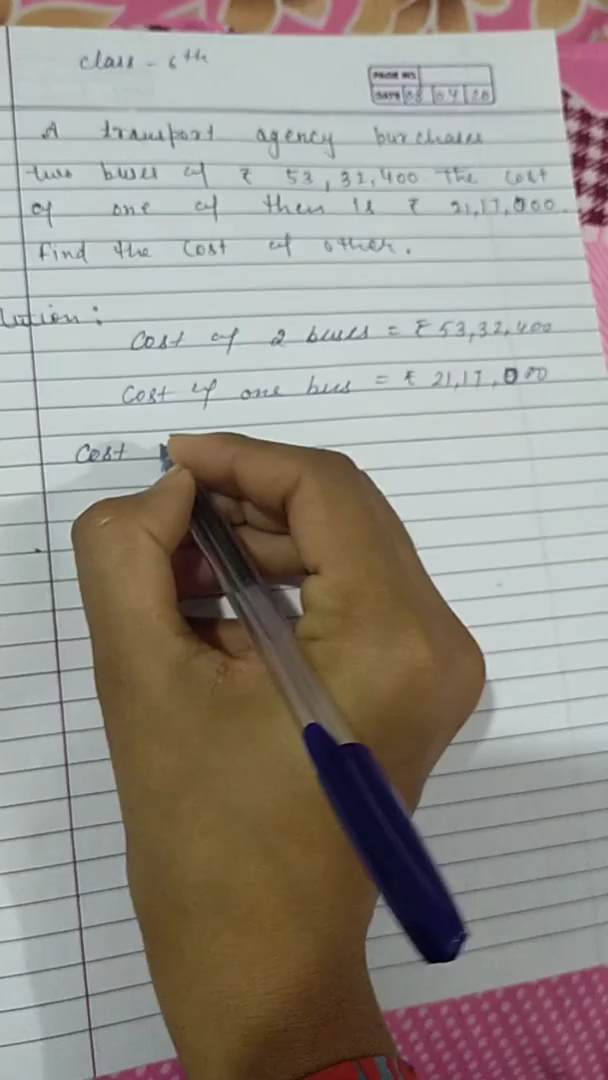 class - 6th
PAGE NO.
DATE 08 04 20
A transport agency purchases
two buses of ₹ 53,32,400 The cost
of one of them is ₹ 21,17,000
find the cost of other.
lution :
Cost of 2 buses = ₹ 53,32,400
Cost of one bus = ₹ 21,17,000
Cost